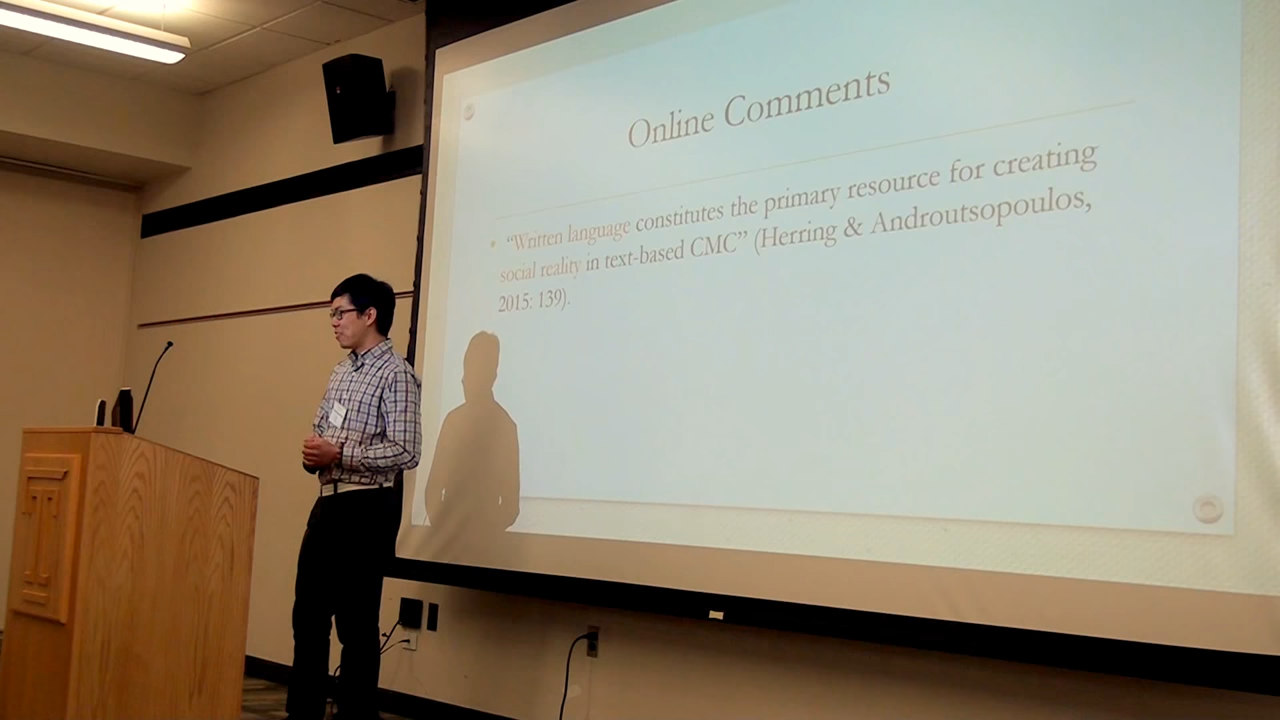 Online Comments
“Written language constitutes the primary resource for creating
social reality in text-based CMC” (Herring & Androutsopoulos,
2015: 139).